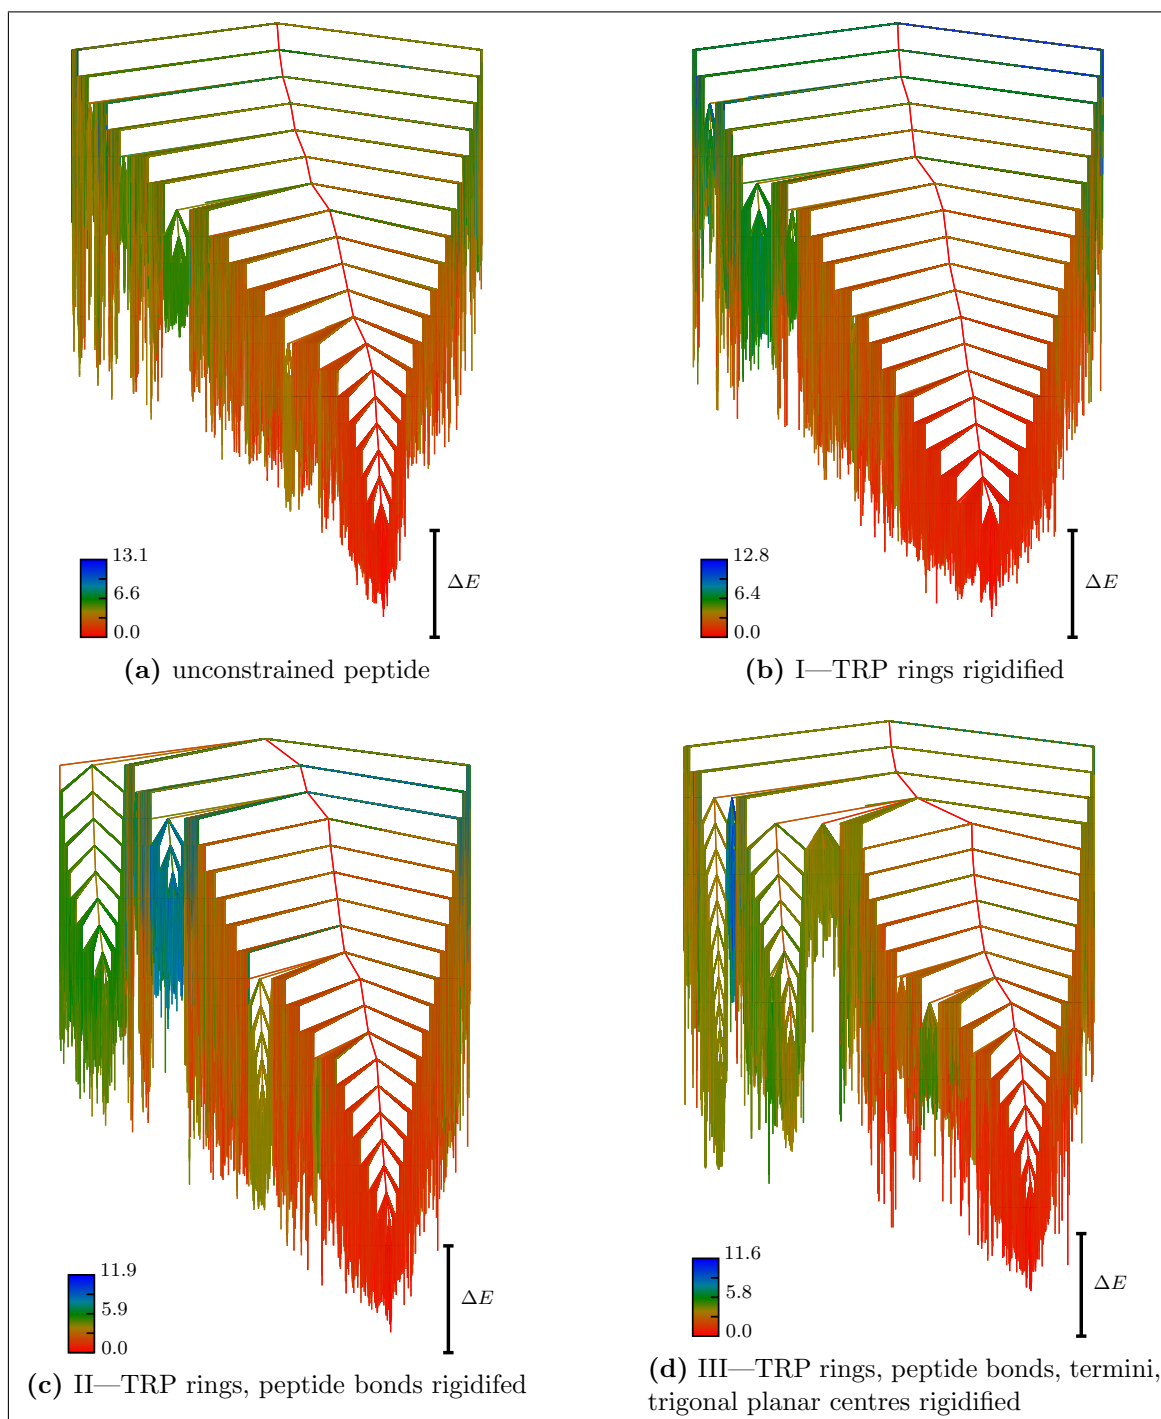 13.1
6.6
0.0
ΔE
(a) unconstrained peptide
12.8
6.4
0.0
ΔE
(b) I—TRP rings rigidified
11.9
5.9
0.0
ΔE
(c) II—TRP rings, peptide bonds rigidifed
11.6
5.8
0.0
ΔE
(d) III—TRP rings, peptide bonds, termini,
trigonal planar centres rigidified